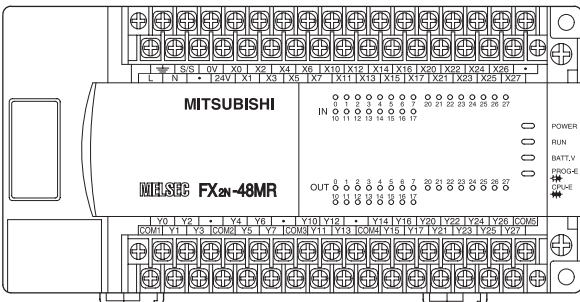 S/S 0V X0 X2 X4 X6 X10 X12 X14 X16 X20 X22 X24 X26 •
L N • 24V X1 X3 X5 X7 X11 X13 X15 X17 X21 X23 X25 X27
MITSUBISHI
0 1 2 3 4 5 6 7 20 21 22 23 24 25 26 27
IN
10 11 12 13 14 15 16 17
POWER
RUN
BATT.V
PROG-E
CPU-E
MELSEC FX2N-48MR
0 1 2 3 4 5 6 7 20 21 22 23 24 25 26 27
OUT
10 11 12 13 14 15 16 17
Y0 Y2 • Y4 Y6 • Y10 Y12 • Y14 Y16 Y20 Y22 Y24 Y26 COM5
COM1 Y1 Y3 COM2 Y5 Y7 COM3 Y11 Y13 COM4 Y15 Y17 Y21 Y23 Y25 Y27